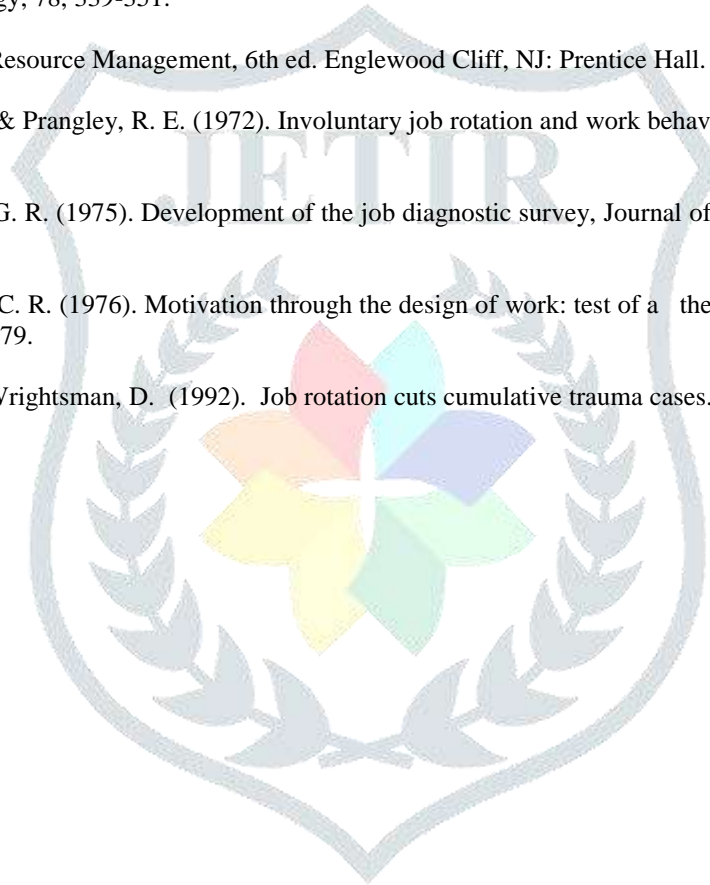 gy, 78, 339-351.
Resource Management, 6th ed. Englewood Cliff, NJ: Prentice Hall.
& Prangley, R. E. (1972). Involuntary job rotation and work behav
JETIR
G. R. (1975). Development of the job diagnostic survey, Journal of
C. R. (1976). Motivation through the design of work: test of a the
79.
Wrightsman, D. (1992). Job rotation cuts cumulative trauma cases.